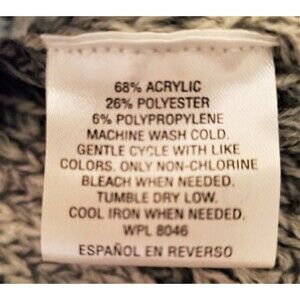 68% ACRYLIC
26% POLYESTER
6% POLYPROPYLENE
MACHINE WASH COLD.
GENTLE CYCLE WITH LIKE
COLORS. ONLY NON-CHLORINE
BLEACH WHEN NEEDED.
TUMBLE DRY LOW.
COOL IRON WHEN NEEDED.
WPL 8046
ESPAÑOL EN REVERSO